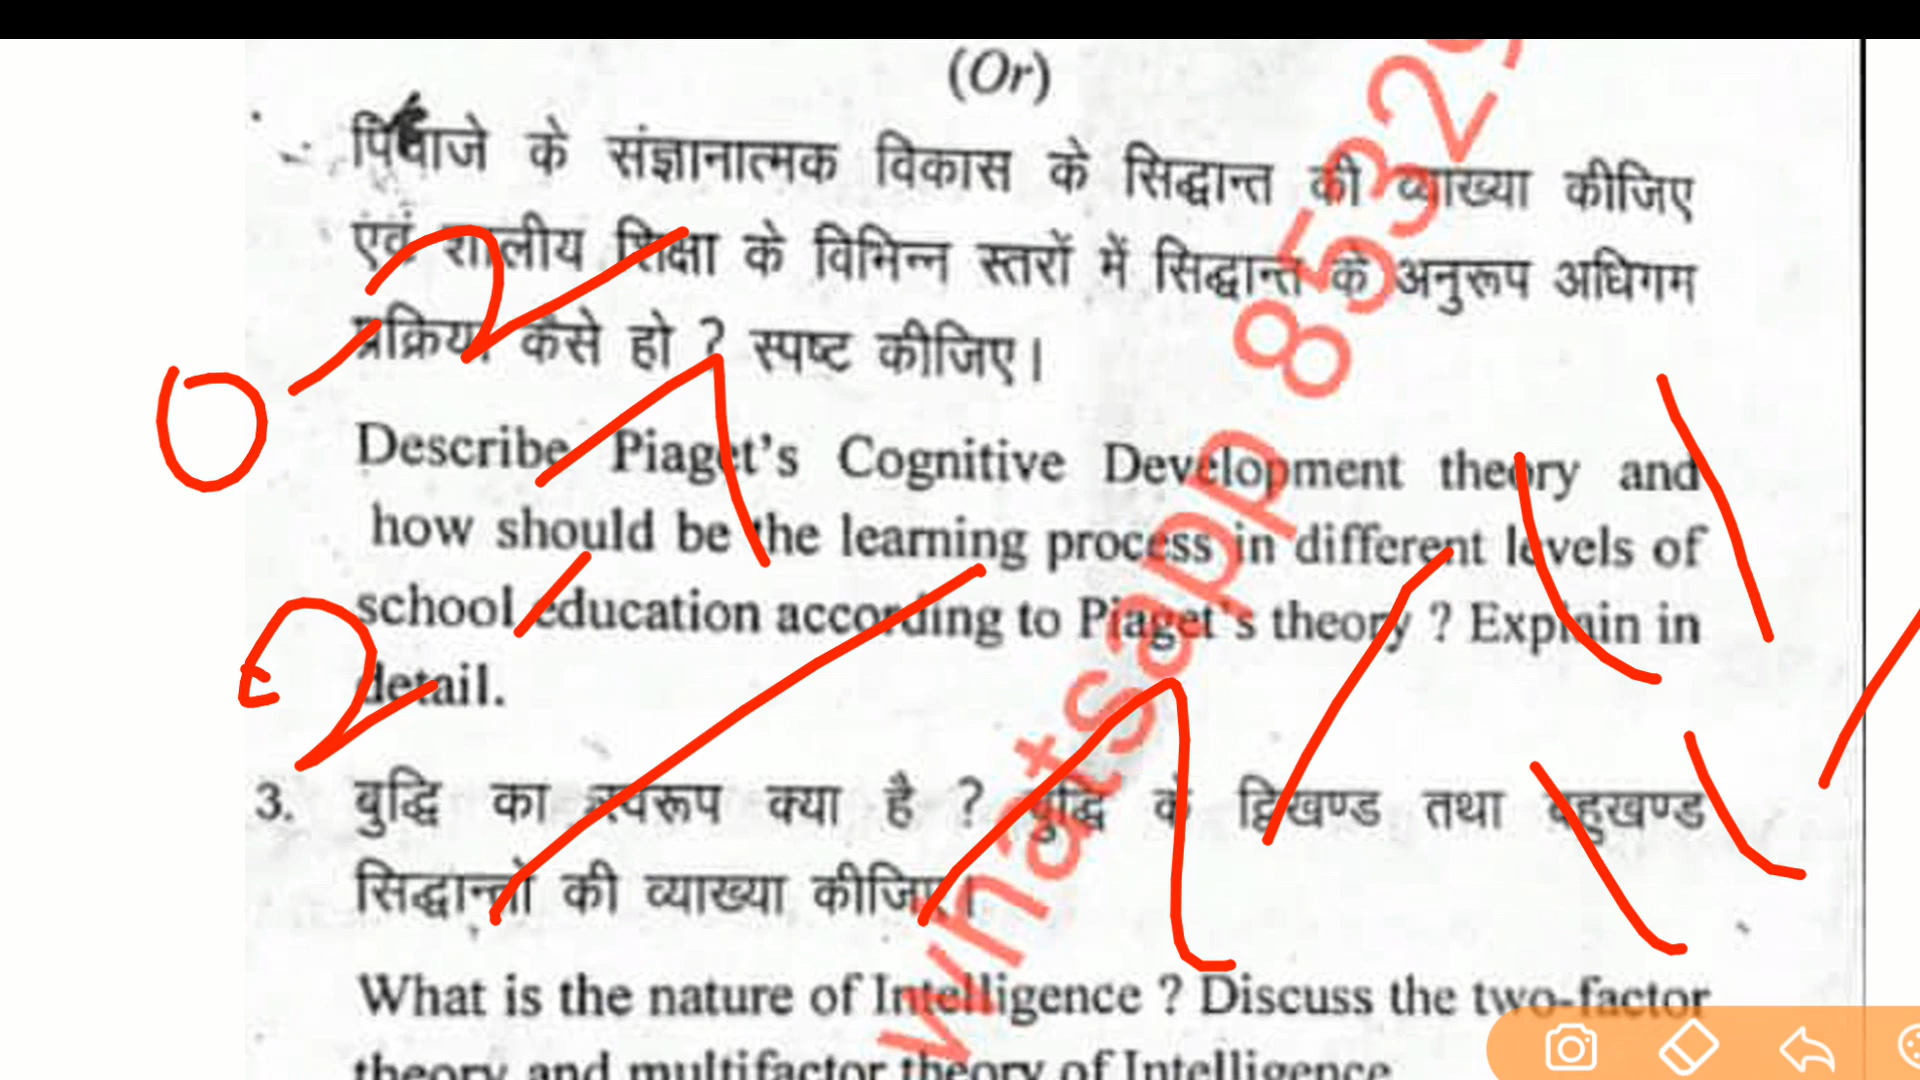 (Or)
पियाजे के संज्ञानात्मक विकास के सिद्धान्त की व्याख्या कीजिए
एवं शालीय शिक्षा के विभिन्न स्तरों में सिद्धान्त के अनुरूप अधिगम
प्रक्रिया कैसे हो ? स्पष्ट कीजिए।
Describe Piaget's Cognitive Development theory and
how should be the learning process in different levels of
school education according to Piaget's theory ? Explain in
detail.
3. बुद्धि का स्वरूप क्या है ? बुद्धि के द्विखण्ड तथा बहुखण्ड
सिद्धान्तों की व्याख्या कीजिए।
What is the nature of Intelligence ? Discuss the two-factor
theory and multifactor theory of Intelligence
whatsapp 8532